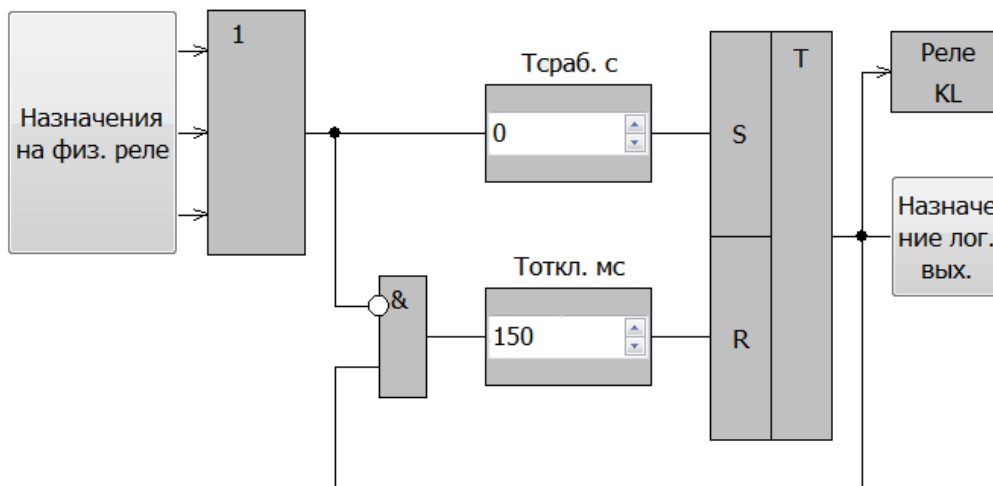 Назначения
на физ. реле
1
Тсраб. с
0
Тоткл. мс
150
&
S
R
T
Реле
KL
Назначе
ние лог.
вых.